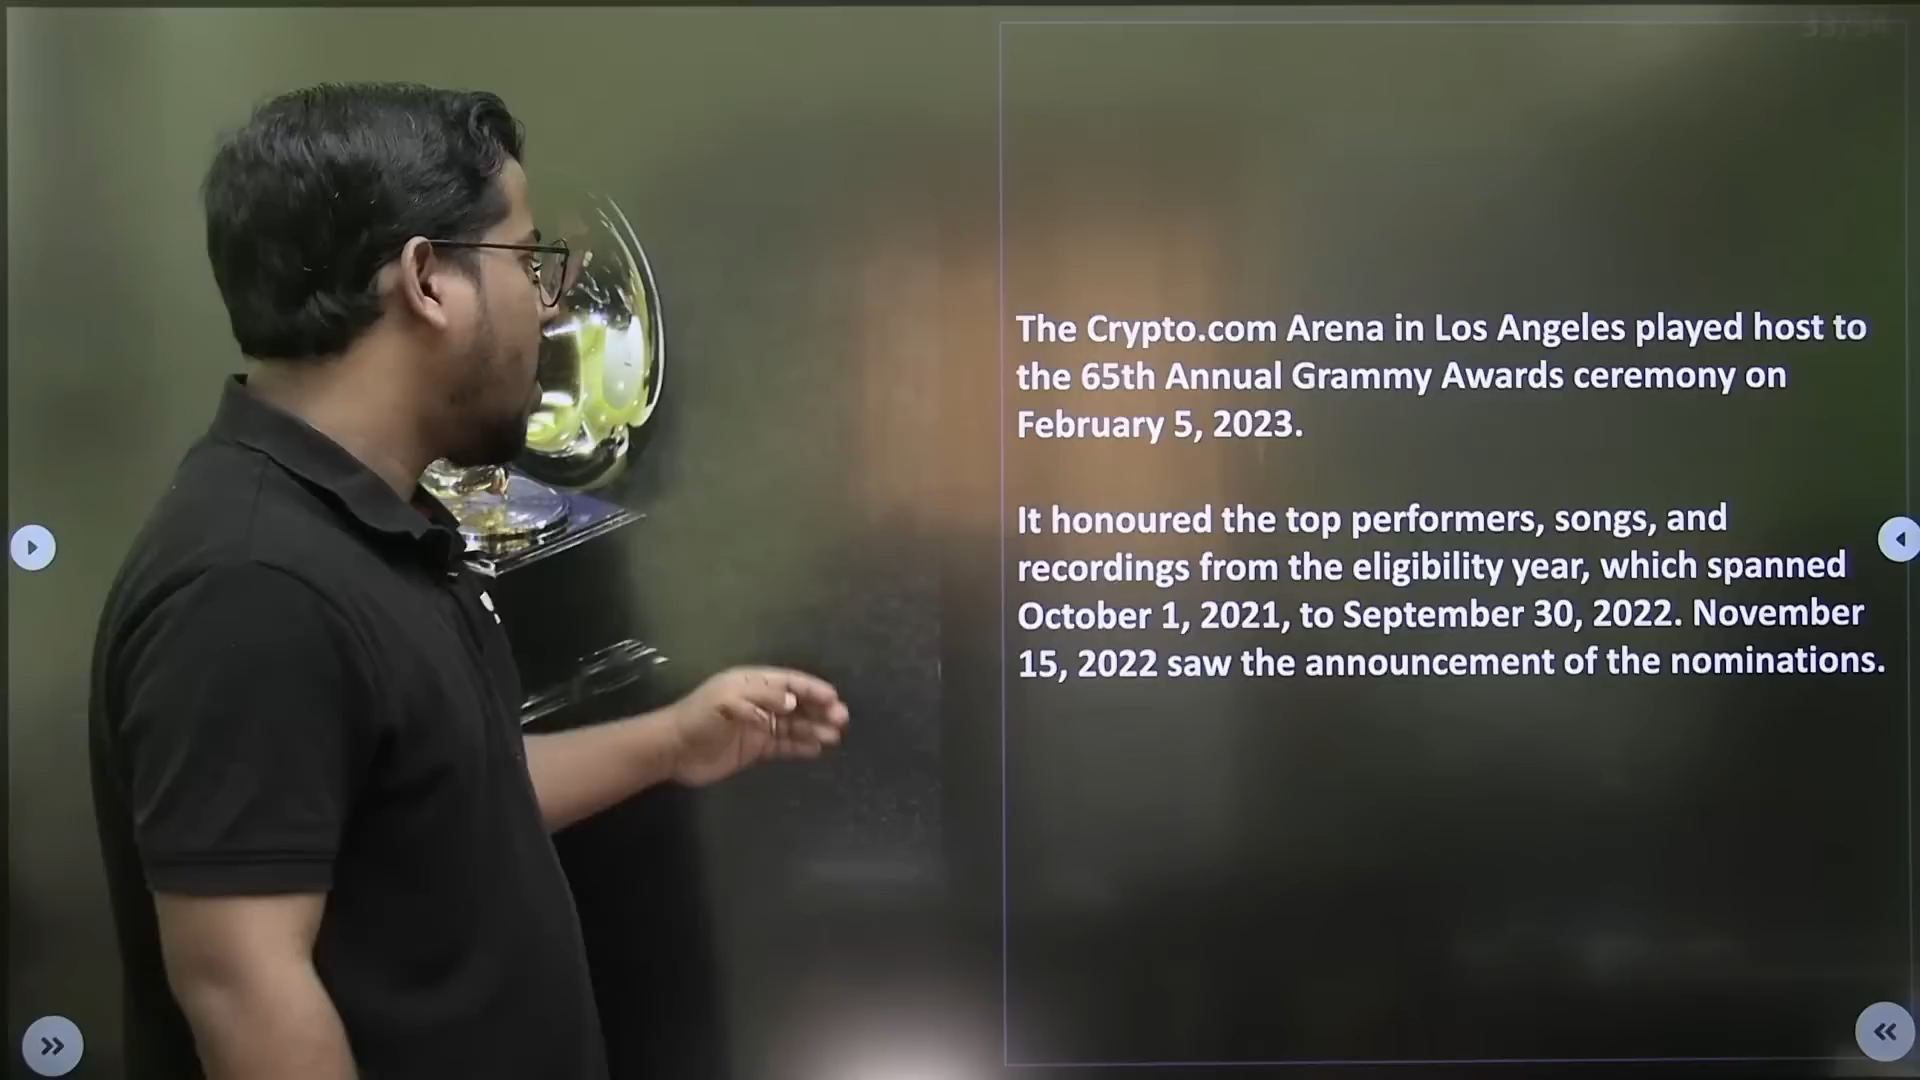 The Crypto.com Arena in Los Angeles played host to
the 65th Annual Grammy Awards ceremony on
February 5, 2023.
It honoured the top performers, songs, and
recordings from the eligibility year, which spanned
October 1, 2021, to September 30, 2022. November
15, 2022 saw the announcement of the nominations.